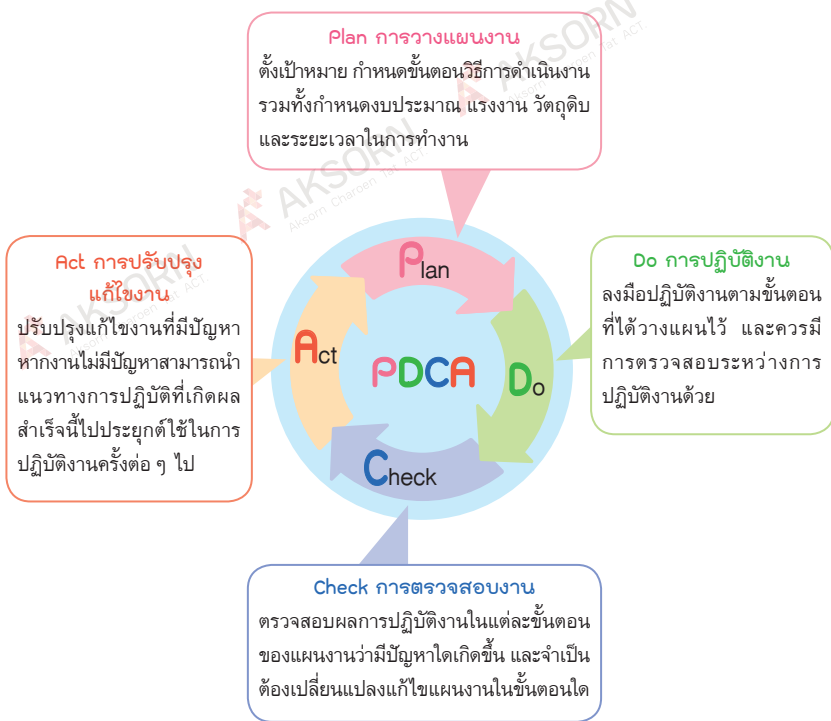 Plan การวางแผนงาน
ตั้งเป้าหมาย กำหนดขั้นตอนวิธีการดำเนินงาน
รวมทั้งกำหนดงบประมาณ แรงงาน วัตถุดิบ
และระยะเวลาในการทำงาน
Act การปรับปรุง
แก้ไขงาน
ปรับปรุงแก้ไขงานที่มีปัญหา
หากงานไม่มีปัญหาสามารถนำ
แนวทางการปฏิบัติที่เกิดผล
สำเร็จนี้ไปประยุกต์ใช้ในการ
ปฏิบัติงานครั้งต่อ ๆ ไป
Plan
Act
PDCA
Do
Check
Do การปฏิบัติงาน
ลงมือปฏิบัติงานตามขั้นตอน
ที่ได้วางแผนไว้ และควรมี
การตรวจสอบระหว่างการ
ปฏิบัติงานด้วย
Check การตรวจสอบงาน
ตรวจสอบผลการปฏิบัติงานในแต่ละขั้นตอน
ของแผนงานว่ามีปัญหาใดเกิดขึ้น และจำเป็น
ต้องเปลี่ยนแปลงแก้ไขแผนงานในขั้นตอนใด
AKSORN
Aksorn Charoen Tat ACT.
AKSORN
Aksorn Charoen Tat ACT.
AKSORN
Aksorn Charoen Tat ACT.